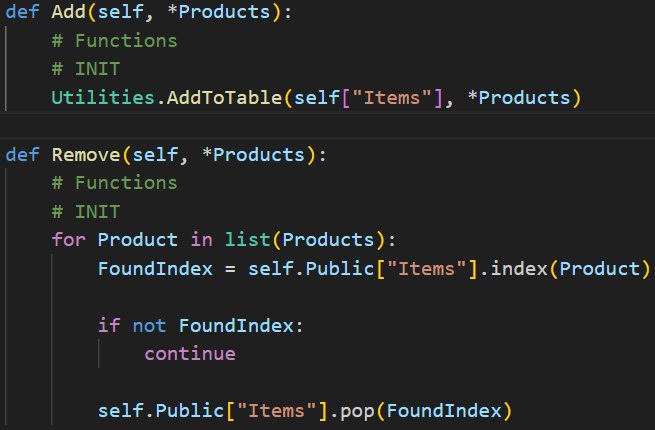 def Add(self, *Products):
    # Functions
    # INIT
    Utilities.AddToTable(self["Items"], *Products)
def Remove(self, *Products):
    # Functions
    # INIT
    for Product in list(Products):
        FoundIndex = self.Public["Items"].index(Product)
        if not FoundIndex:
            continue
        self.Public["Items"].pop(FoundIndex)